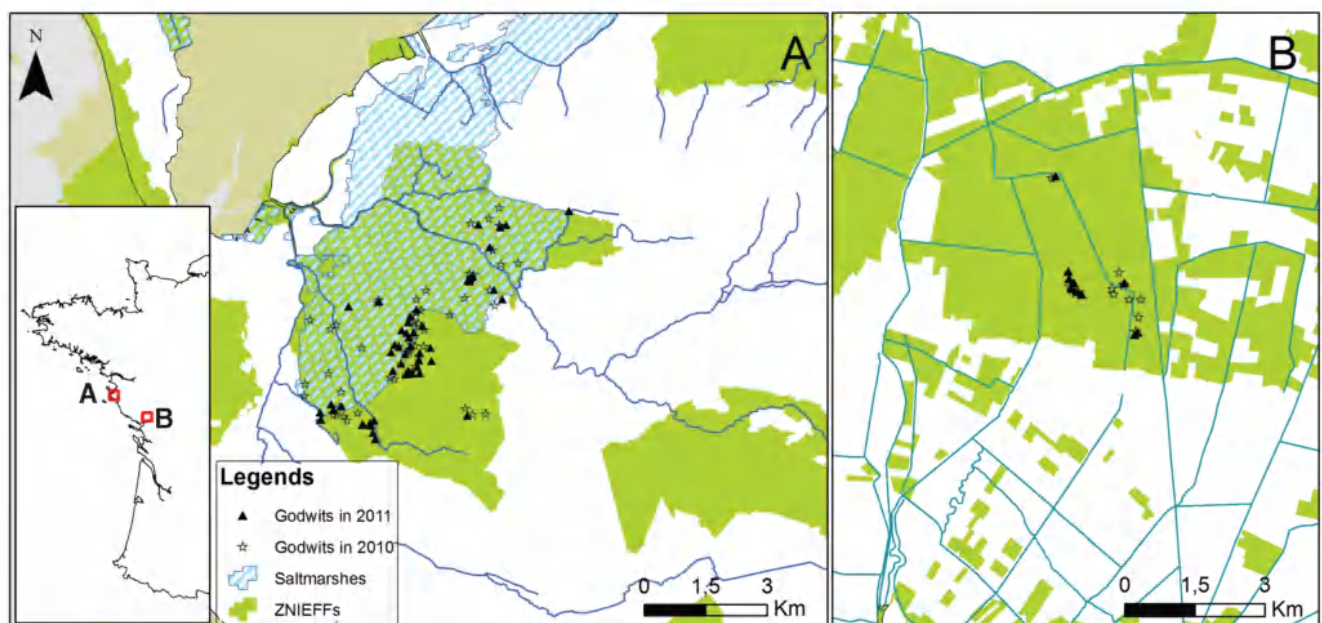 N
A
B
A
B
Legends
Godwits in 2011
Godwits in 2010
Saltmarshes
ZNIEFFs
0 1,5 3
Km
0 1,5 3
Km